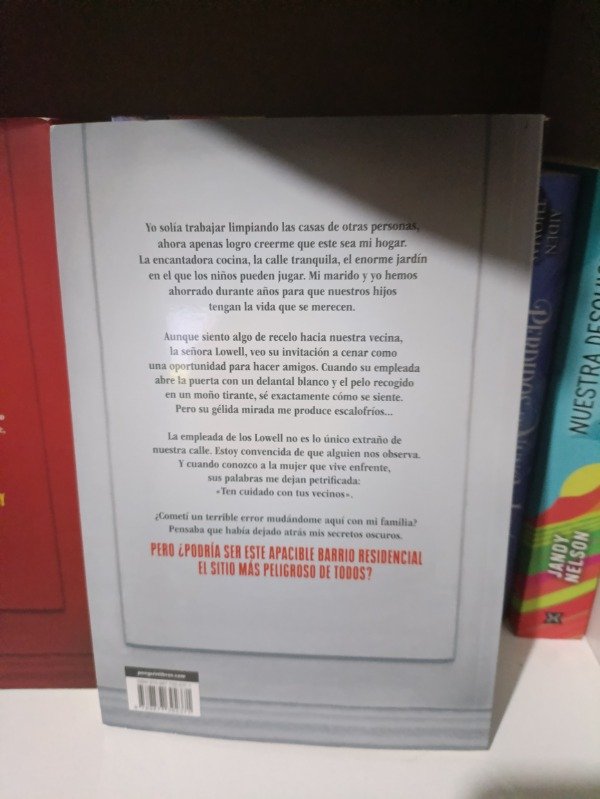 Yo solía trabajar limpiando las casas de otras personas,
ahora apenas logro creerme que este sea mi hogar.
La encantadora cocina, la calle tranquila, el enorme jardín
en el que los niños pueden jugar. Mi marido y yo hemos
ahorrado durante años para que nuestros hijos
tengan la vida que se merecen.
Aunque siento algo de recelo hacia nuestra vecina,
la señora Lowell, veo su invitación a cenar como
una oportunidad para hacer amigos. Cuando su empleada
abre la puerta con un delantal blanco y el pelo recogido
en un moño tirante, sé exactamente cómo se siente.
Pero su gélida mirada me produce escalofríos...
La empleada de los Lowell no es lo único extraño de
nuestra calle. Estoy convencida de que alguien nos observa.
Y cuando conozco a la mujer que vive enfrente,
sus palabras me dejan petrificada:
«Ten cuidado con tus vecinos».
¿Cometí un terrible error mudándome aquí con mi familia?
Pensaba que había dejado atrás mis secretos oscuros.
PERO ¿PODRÍA SER ESTE APACIBLE BARRIO RESIDENCIAL
EL SITIO MÁS PELIGROSO DE TODOS?
penguinlibros.com
AIDEN
THOMAS
PERDIDOS
NUESTRA
JANDY
NELSON